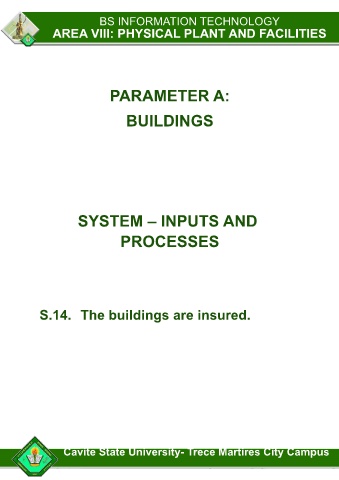 BS INFORMATION TECHNOLOGY
AREA VIII: PHYSICAL PLANT AND FACILITIES
PARAMETER A:
BUILDINGS
SYSTEM – INPUTS AND
PROCESSES
S.14. The buildings are insured.
Cavite State University- Trece Martires City Campus